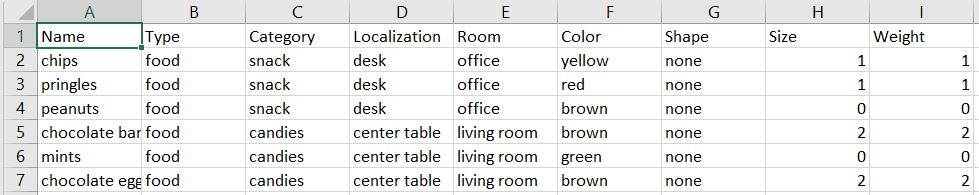 A B C D E F G H I
1 Name Type Category Localization Room Color Shape Size Weight
2 chips food snack desk office yellow none 1 1
3 pringles food snack desk office red none 1 1
4 peanuts food snack desk office brown none 0 0
5 chocolate bar food candies center table living room brown none 2 2
6 mints food candies center table living room green none 0 0
7 chocolate egg food candies center table living room brown none 2 2